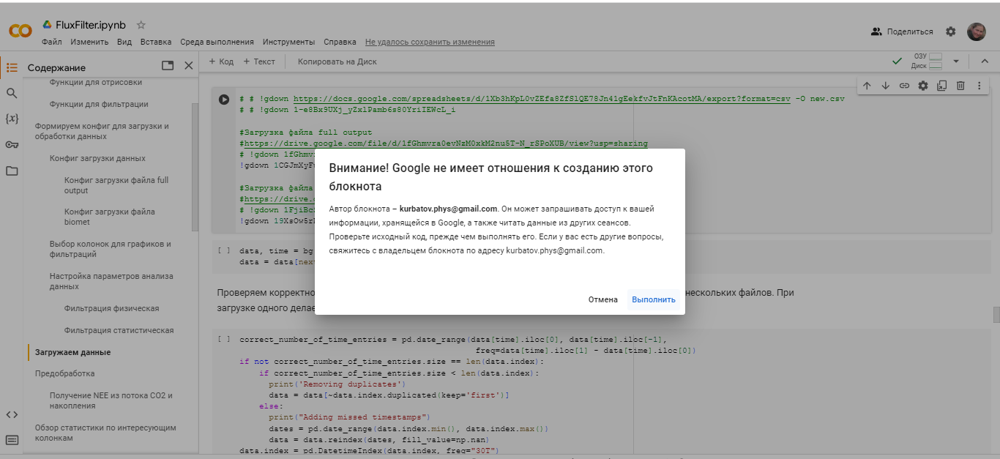 FluxFilter.ipynb
Файл Изменить Вид Вставка Среда выполнения Инструменты Справка Не удалось сохранить изменения
Поделиться
Содержание
+ Код + Текст Копировать на Диск
ОЗУ
Диск
Функции для отрисовки
Функции для фильтрации
Формируем конфиг для загрузки и
обработки данных
Конфиг загрузки данных
Конфиг загрузки файла full
output
Конфиг загрузки файла
biomet
Выбор колонок для графиков и
фильтраций
Настройка параметров анализа
данных
Фильтрация физическая
Фильтрация статистическая
Загружаем данные
Предобработка
Получение NEE из потока CO2 и
накопления
Обзор статистики по интересующим
колонкам
# # !gdown https://docs.google.com/spreadsheets/d/1Xb3hKpL0vZEfa8ZfSlQE78Jn41gEekfvJtFnKAcotMA/export?format=csv -O new.csv
# # !gdown 1-e8Bx9UXj_yZxlPamb6s80YriIEWcL_i
#Загрузка файла full output
#https://drive.google.com/file/d/1fGhmvra0evNzM0xkM2nu5T-N_rSPoXUB/view?usp=sharing
# !gdown 1fGhmv
!gdown 1CGJmXyF
#Загрузка файла
#https://drive.
# !gdown 1FjiBc
!gdown 19XsOw5r
Внимание! Google не имеет отношения к созданию этого
блокнота
Автор блокнота – kurbatov.phys@gmail.com. Он может запрашивать доступ к вашей
информации, хранящейся в Google, а также читать данные из других сеансов.
Проверьте исходный код, прежде чем выполнять его. Если у вас есть другие вопросы,
свяжитесь с владельцем блокнота по адресу kurbatov.phys@gmail.com.
Отмена Выполнить
[ ] data, time = bg
data = data[nex
Проверяем корректно нескольких файлов. При
загрузке одного делае
[ ] correct_number_of_time_entries = pd.date_range(data[time].iloc[0], data[time].iloc[-1],
freq=data[time].iloc[1] - data[time].iloc[0])
if not correct_number_of_time_entries.size == len(data.index):
if correct_number_of_time_entries.size < len(data.index):
print('Removing duplicates')
data = data[~data.index.duplicated(keep='first')]
else:
print("Adding missed timestamps")
dates = pd.date_range(data.index.min(), data.index.max())
data = data.reindex(dates, fill_value=np.nan)
data.index = pd.DatetimeIndex(data.index, freq="30T")